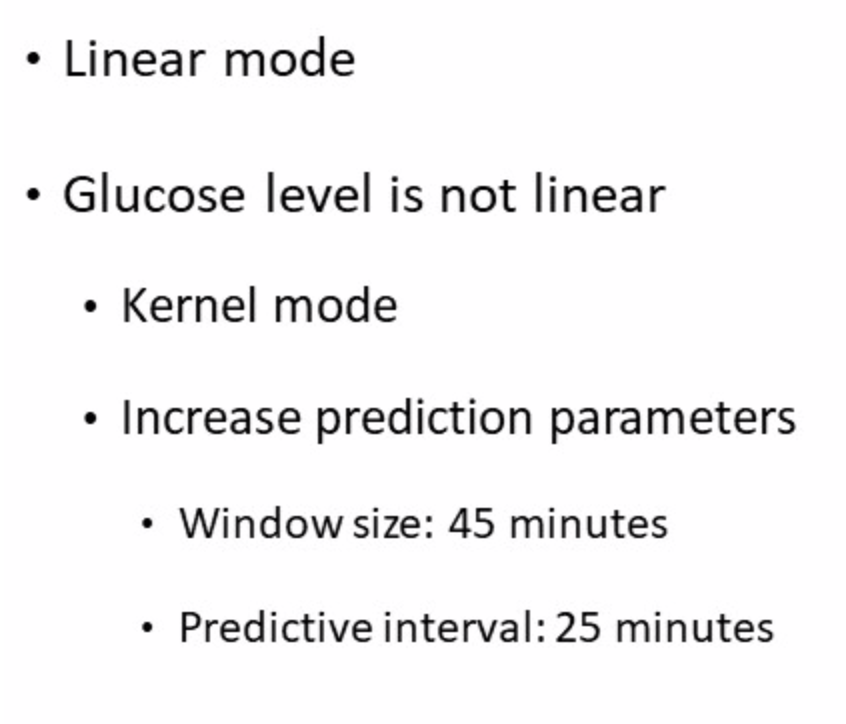 • Linear mode
• Glucose level is not linear
• Kernel mode
• Increase prediction parameters
• Window size: 45 minutes
• Predictive interval: 25 minutes